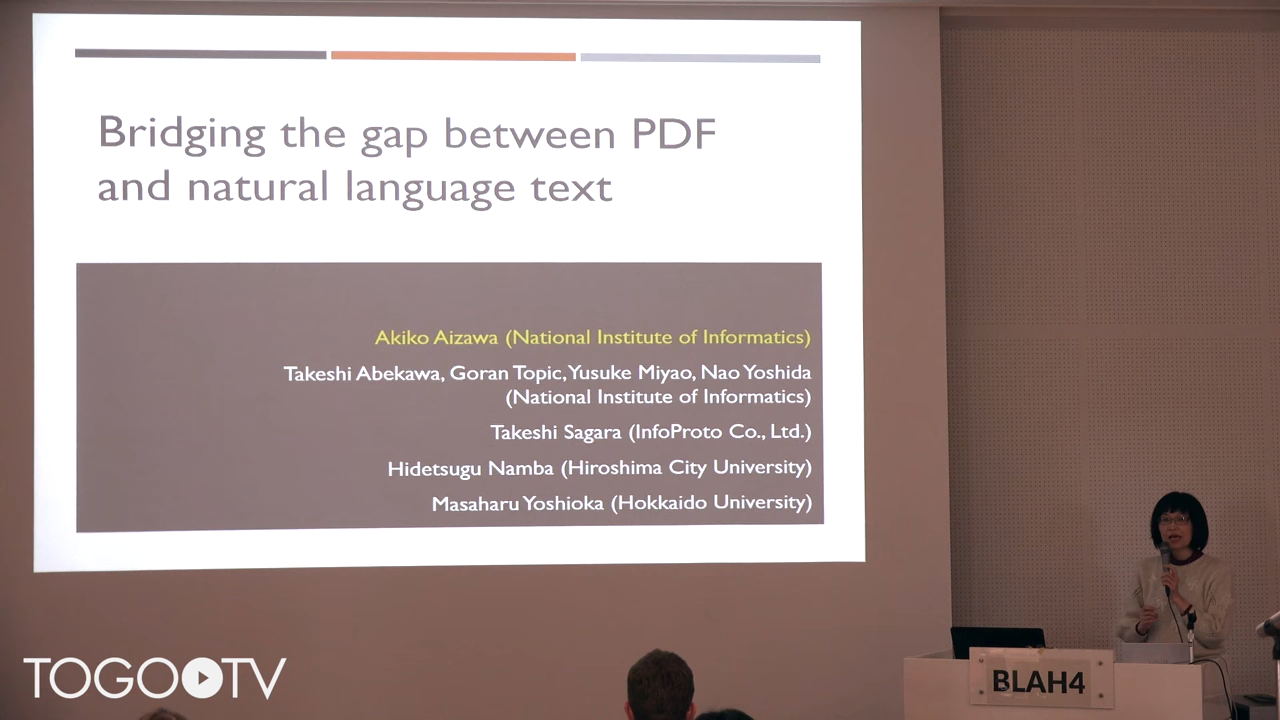 Bridging the gap between PDF
and natural language text
Akiko Aizawa (National Institute of Informatics)
Takeshi Abekawa, Goran Topic, Yusuke Miyao, Nao Yoshida
(National Institute of Informatics)
Takeshi Sagara (InfoProto Co., Ltd.)
Hidetsugu Namba (Hiroshima City University)
Masaharu Yoshioka (Hokkaido University)
BLAH4
TOGO TV